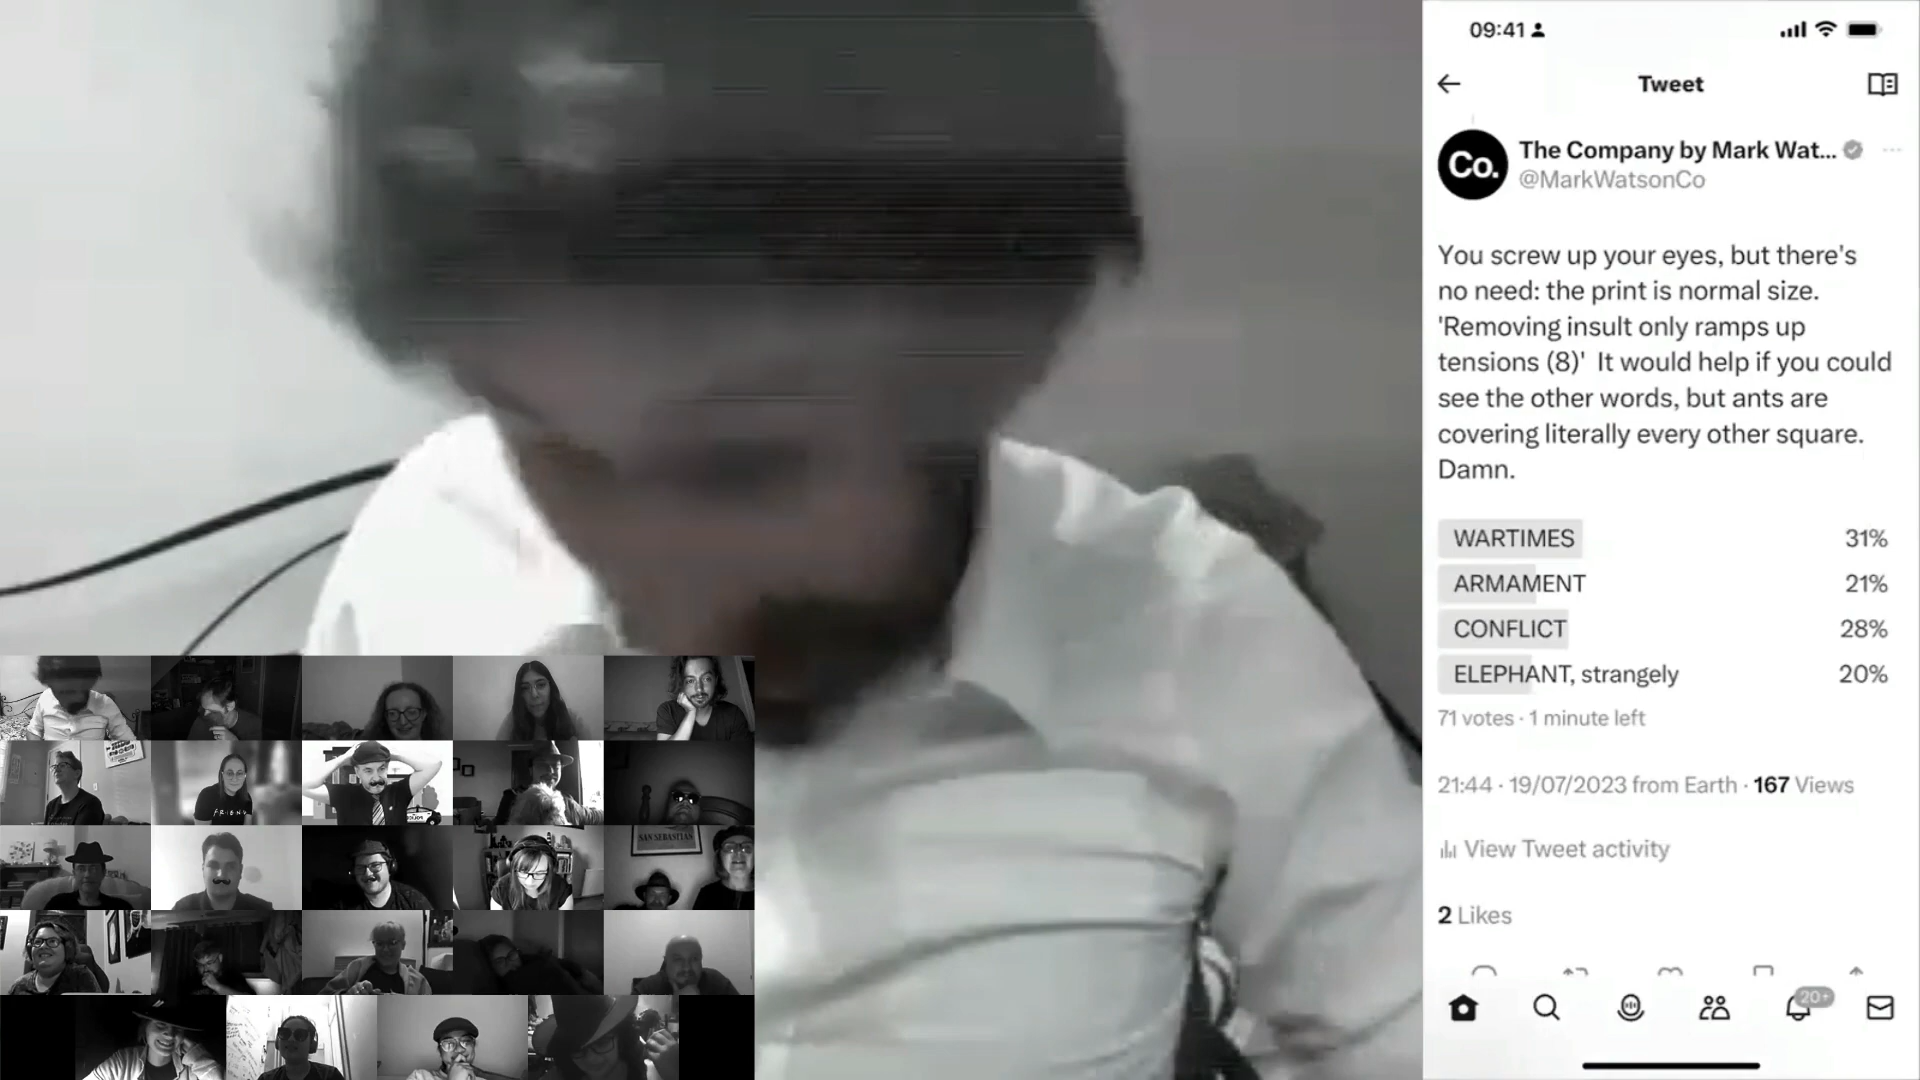 09:41
Tweet
Co.
The Company by Mark Wat...
@MarkWatsonCo
You screw up your eyes, but there's
no need: the print is normal size.
'Removing insult only ramps up
tensions (8)' It would help if you could
see the other words, but ants are
covering literally every other square.
Damn.
WARTIMES 31%
ARMAMENT 21%
CONFLICT 28%
ELEPHANT, strangely 20%
71 votes · 1 minute left
21:44 · 19/07/2023 from Earth · 167 Views
View Tweet activity
2 Likes
20+
SAN SEBASTIAN